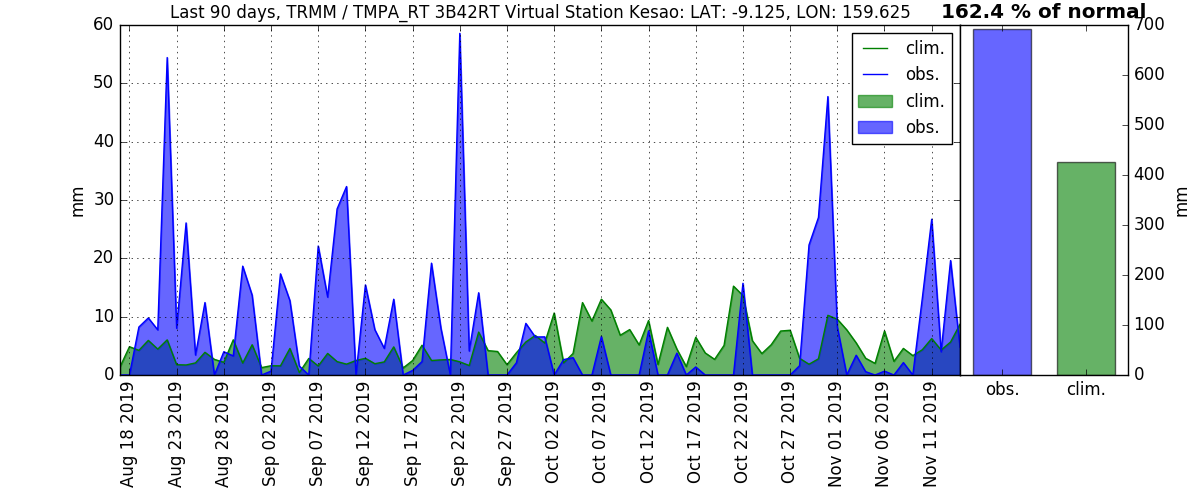 Last 90 days, TRMM / TMPA_RT 3B42RT Virtual Station Kesao: LAT: -9.125, LON: 159.625
162.4 % of normal
60
50
40
30
20
10
0
mm
clim.
obs.
clim.
obs.
700
600
500
400
300
200
100
0
mm
obs.
clim.
Aug 18 2019
Aug 23 2019
Aug 28 2019
Sep 02 2019
Sep 07 2019
Sep 12 2019
Sep 17 2019
Sep 22 2019
Sep 27 2019
Oct 02 2019
Oct 07 2019
Oct 12 2019
Oct 17 2019
Oct 22 2019
Oct 27 2019
Nov 01 2019
Nov 06 2019
Nov 11 2019